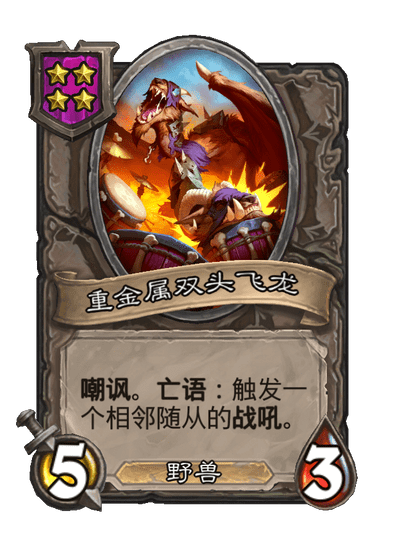 重金属双头飞龙
嘲讽。亡语：触发一
个相邻随从的战吼。
5
野兽
3